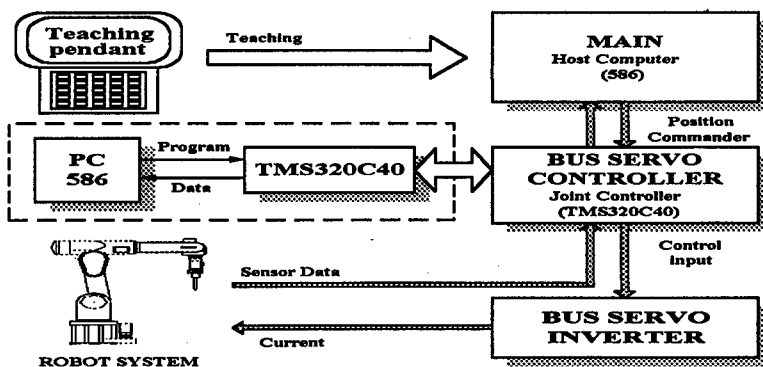 Teaching
pendant
Teaching
MAIN
Host Computer
(586)
Position
Commander
PC
586
Program
Data
TMS320C40
BUS SERVO
CONTROLLER
Joint Controller
(TMS320C40)
Control
input
Sensor Data
Current
BUS SERVO
INVERTER
ROBOT SYSTEM